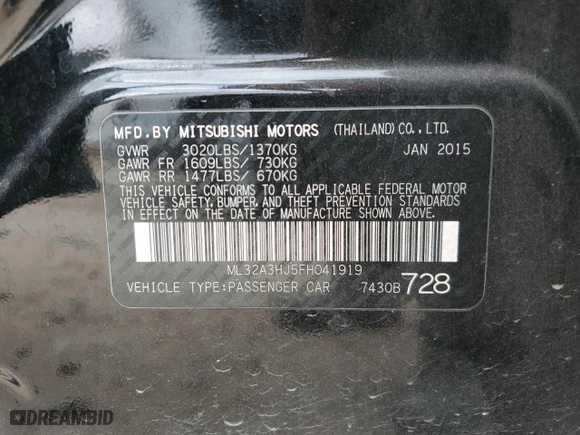 MFD.BY MITSUBISHI MOTORS (THAILAND)CO.,LTD.
GVWR 3020LBS/1370KG JAN 2015
GAWR FR 1609LBS/ 730KG
GAWR RR 1477LBS/ 670KG
THIS VEHICLE CONFORMS TO ALL APPLICABLE FEDERAL MOTOR
VEHICLE SAFETY, BUMPER, AND THEFT PREVENTION STANDARDS
IN EFFECT ON THE DATE OF MANUFACTURE SHOWN ABOVE.
ML32A3HJ5FH041919
VEHICLE TYPE:PASSENGER CAR 7430B 728
DREAMBID